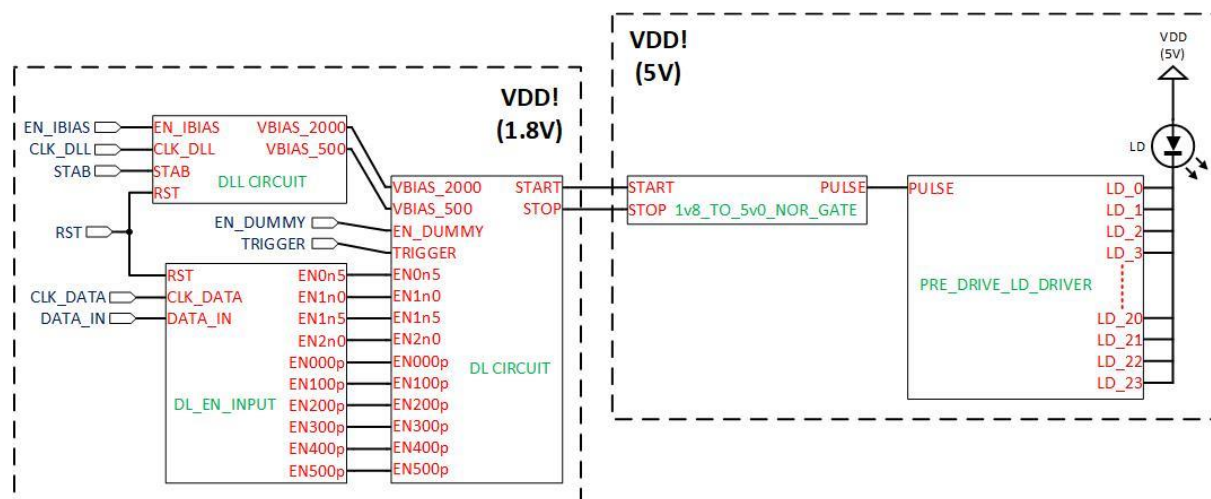 VDD!
(1.8V)
EN_IBIAS
CLK_DLL
STAB
RST
EN_IBIAS
CLK_DLL
STAB
RST
VBIAS_2000
VBIAS_500
DLL CIRCUIT
EN_DUMMY
TRIGGER
CLK_DATA
DATA_IN
RST
CLK_DATA
DATA_IN
DL_EN_INPUT
EN0n5
EN1n0
EN1n5
EN2n0
EN000p
EN100p
EN200p
EN300p
EN400p
EN500p
VBIAS_2000
VBIAS_500
EN_DUMMY
TRIGGER
EN0n5
EN1n0
EN1n5
EN2n0
EN000p
EN100p
EN200p
EN300p
EN400p
EN500p
START
STOP
DL CIRCUIT
VDD!
(5V)
START
STOP
PULSE
1v8_TO_5v0_NOR_GATE
PULSE
PRE_DRIVE_LD_DRIVER
LD_0
LD_1
LD_2
LD_3
LD_20
LD_21
LD_22
LD_23
VDD
(5V)
LD